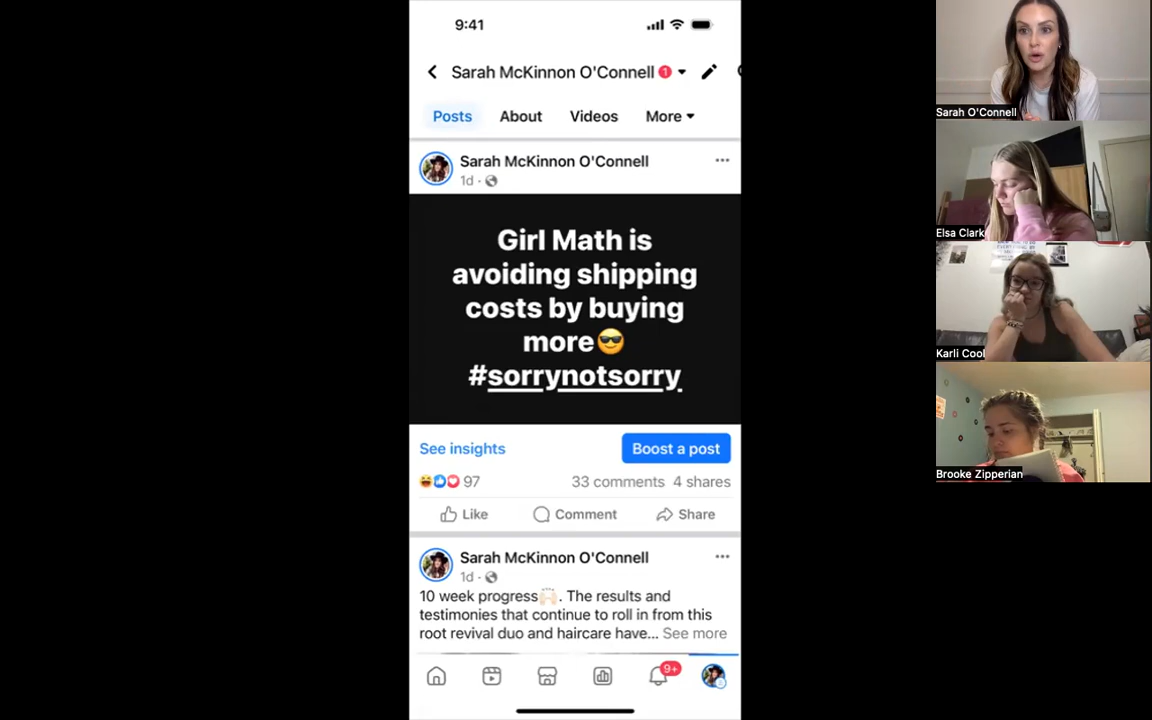 9:41
Sarah McKinnon O'Connell 1
Posts About Videos More
Sarah McKinnon O'Connell
1d ·
Girl Math is
avoiding shipping
costs by buying
more😎
#sorrynotsorry
See insights Boost a post
97 33 comments 4 shares
Like Comment Share
Sarah McKinnon O'Connell
1d ·
10 week progress🙌🏻. The results and
testimonies that continue to roll in from this
root revival duo and haircare have... See more
9+
Sarah O'Connell
Elsa Clark
Karli Cool
Brooke Zipperian